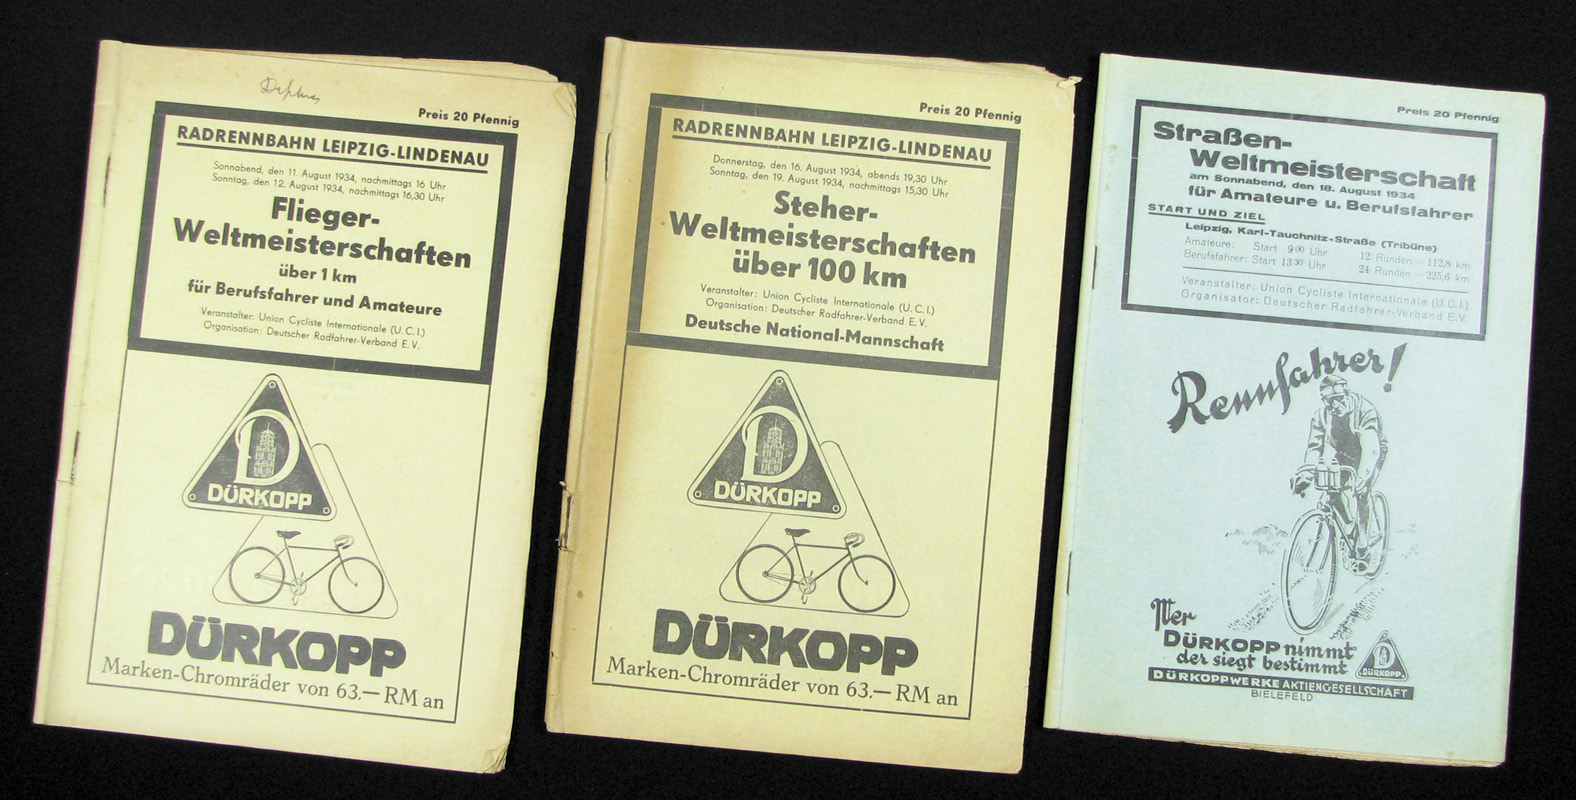 Preis 20 Pfennig
RADRENNBAHN LEIPZIG-LINDENAU
Sonnabend, den 11. August 1934, nachmittags 16 Uhr
Sonntag, den 12. August 1934, nachmittags 16,30 Uhr
Flieger-
Weltmeisterschaften
über 1 km
für Berufsfahrer und Amateure
Veranstalter: Union Cycliste Internationale (U.C.I.)
Organisation: Deutscher Radfahrer-Verband E.V.
D
DÜRKOPP
DÜRKOPP
Marken-Chromräder von 63.— RM an
Preis 20 Pfennig
RADRENNBAHN LEIPZIG-LINDENAU
Donnerstag, den 16. August 1934, abends 19,30 Uhr
Sonntag, den 19. August 1934, nachmittags 15,30 Uhr
Steher-
Weltmeisterschaften
über 100 km
Veranstalter: Union Cycliste Internationale (U.C.I.)
Organisation: Deutscher Radfahrer-Verband E.V.
Deutsche National-Mannschaft
D
DÜRKOPP
DÜRKOPP
Marken-Chromräder von 63.— RM an
Preis 20 Pfennig
Straßen-
Weltmeisterschaft
am Sonnabend, den 18. August 1934
für Amateure u. Berufsfahrer
START UND ZIEL
Leipzig, Karl-Tauchnitz-Straße (Tribüne)
Amateure: Start 9⁰⁰ Uhr 12 Runden = 112,8 km
Berufsfahrer: Start 13³⁰ Uhr 24 Runden = 225,6 km
Veranstalter: Union Cycliste Internationale (U.C.I.)
Organisator: Deutscher Radfahrer-Verband E.V.
Rennfahrer!
Wer
DÜRKOPP nimmt
der siegt bestimmt
D
DÜRKOPP
DÜRKOPPWERKE AKTIENGESELLSCHAFT
BIELEFELD